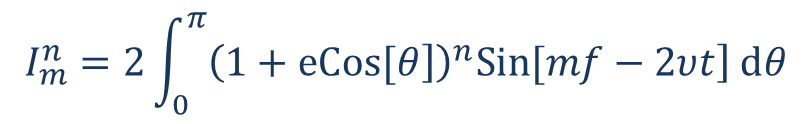 I_m^n = 2 ∫_0^π (1 + eCos[θ])^n Sin[mf − 2υt] dθ